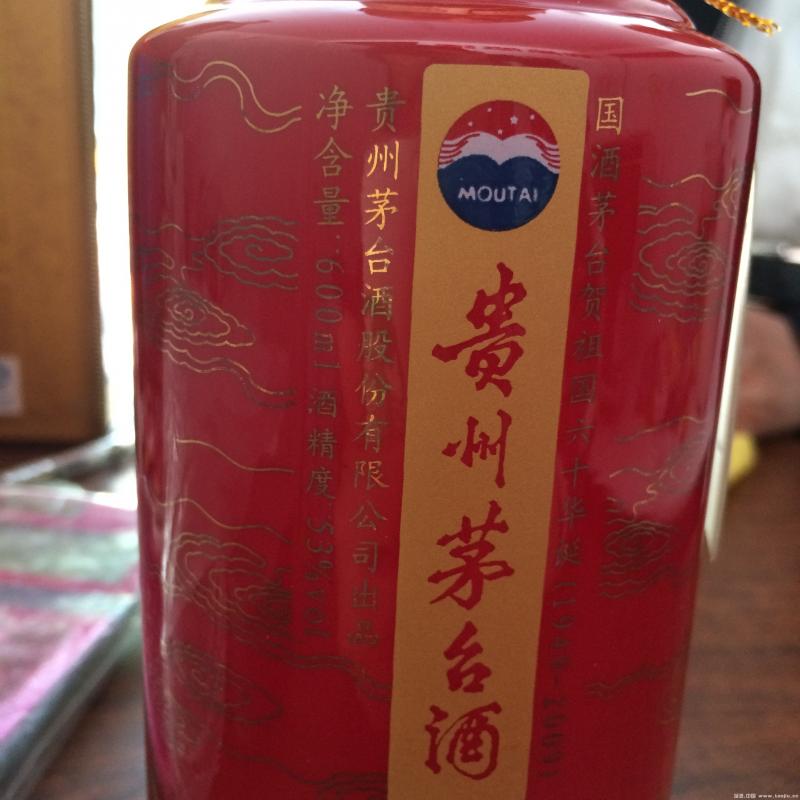 国酒茅台贺祖国六十华诞(1949-2009)
MOUTAI
贵州茅台酒
贵州茅台酒股份有限公司出品
净含量:600ml 酒精度:53%vol